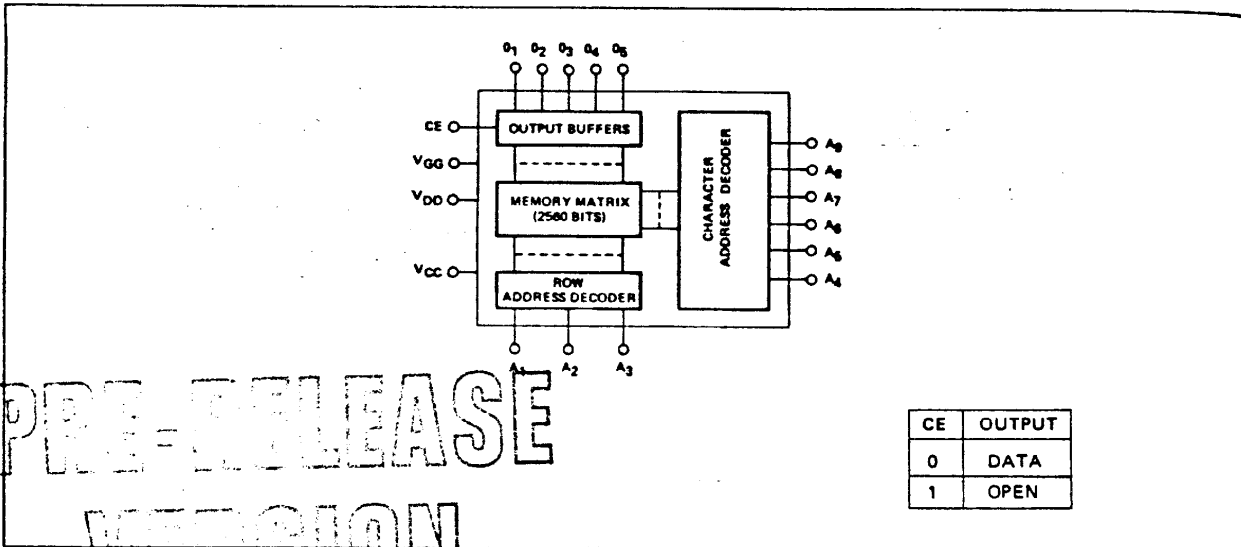 O1 O2 O3 O4 O5
CE
OUTPUT BUFFERS
VGG
VDD
MEMORY MATRIX
(2560 BITS)
VCC
ROW
ADDRESS DECODER
CHARACTER
ADDRESS DECODER
A9
A8
A7
A6
A5
A4
A1 A2 A3
PRE-RELEASE
VERSION
CE OUTPUT
0 DATA
1 OPEN